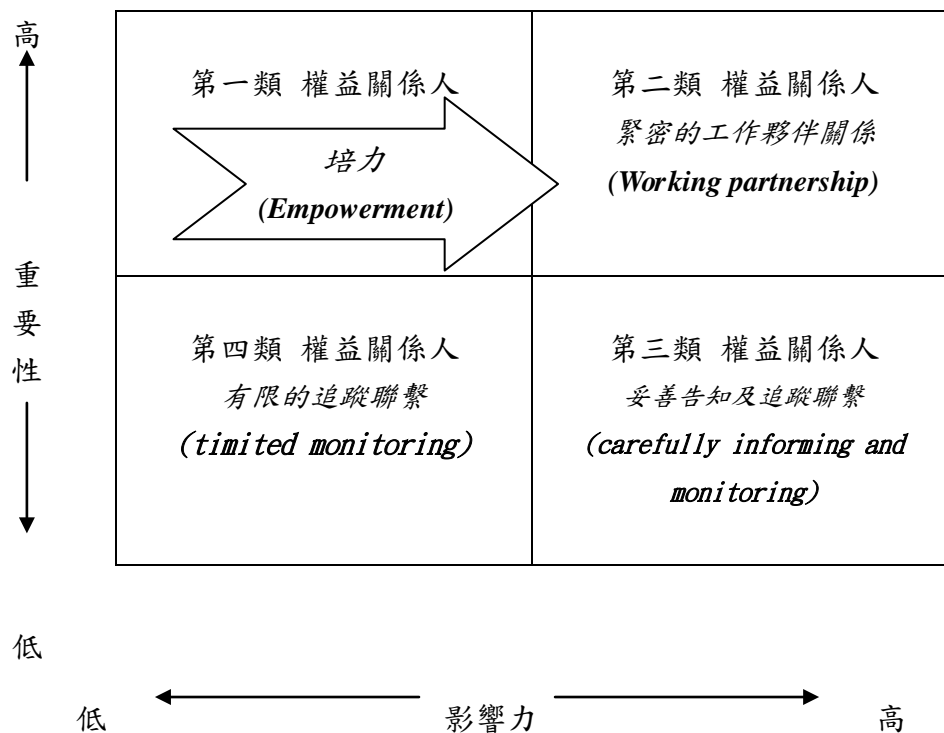 高
第一類 權益關係人
培力
(Empowerment)
第二類 權益關係人
緊密的工作夥伴關係
(Working partnership)
重
要
性
第四類 權益關係人
有限的追蹤聯繫
(timited monitoring)
第三類 權益關係人
妥善告知及追蹤聯繫
(carefully informing and
monitoring)
低
低 影響力 高